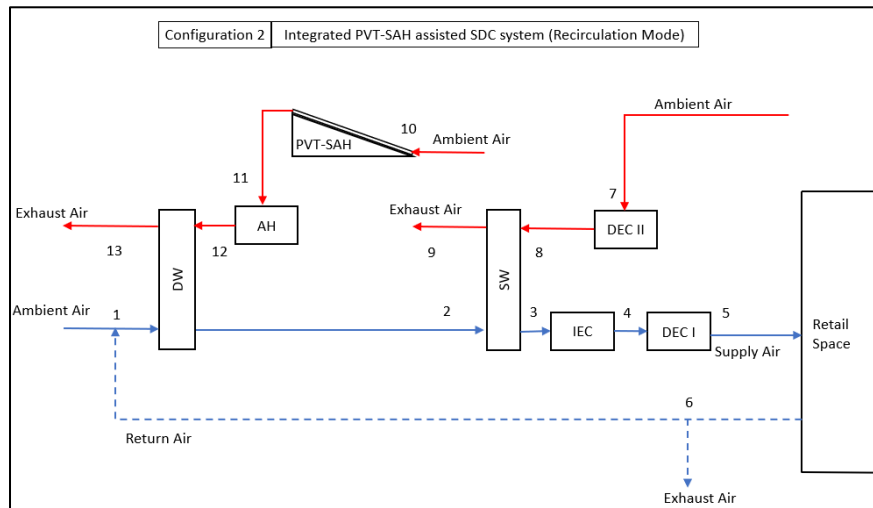 Configuration 2 Integrated PVT-SAH assisted SDC system (Recirculation Mode)
Ambient Air
10
Ambient Air
PVT-SAH
11
7
Exhaust Air
AH
Exhaust Air
DEC II
13
12
9
8
DW
SW
Ambient Air
1
2
3
4
5
IEC
DEC I
Retail
Space
Supply Air
6
Return Air
Exhaust Air